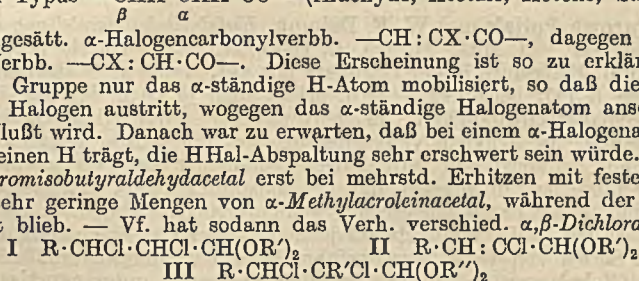 β α
gesätt. α-Halogencarbonylverbb. —CH : CX·CO—, dagegen
verbb. —CX : CH·CO—. Diese Erscheinung ist so zu erklär
Gruppe nur das α-ständige H-Atom mobilisiert, so daß die
Halogen austritt, wogegen das α-ständige Halogenatom ans
flußt wird. Danach war zu erwarten, daß bei einem α-Halogena
einen H trägt, die HHal-Abspaltung sehr erschwert sein würde.
romisobutyraldehydacetal erst bei mehrstd. Erhitzen mit feste
ehr geringe Mengen von α-Methylacroleinacetal, während der
t blieb. — Vf. hat sodann das Verh. verschied. α,β-Dichlora
I R·CHCl·CHCl·CH(OR')₂ II R·CH : CCl·CH(OR')₂
III R·CHCl·CR'Cl·CH(OR'')₂